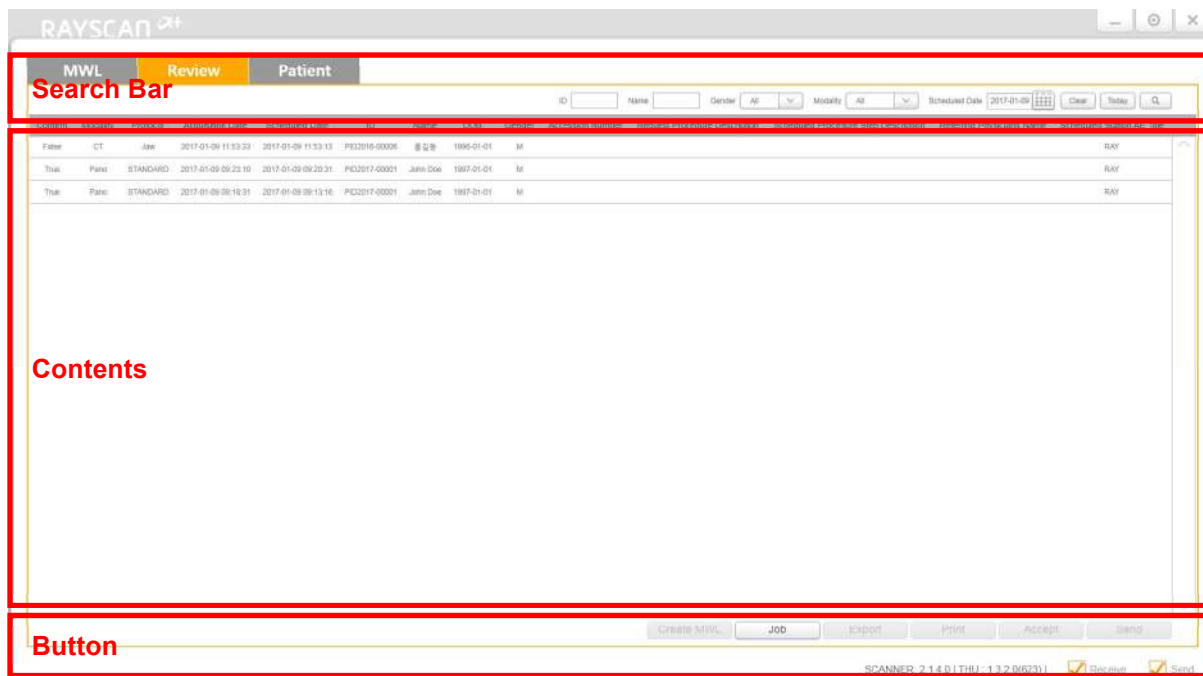 RAYSCAN α+
MWL Review Patient
Search Bar
ID Name Gender All Modality All Scheduled Date 2017-01-09 Clear Today
False CT Jaw 2017-01-09 11:53:33 2017-01-09 11:53:13 PID2016-00006 홍길동 1996-01-01 M RAY
True Pano STANDARD 2017-01-09 09:23:10 2017-01-09 09:20:31 PID2017-00001 John Doe 1997-01-01 M RAY
True Pano STANDARD 2017-01-09 09:18:31 2017-01-09 09:13:16 PID2017-00001 John Doe 1997-01-01 M RAY
Contents
Create MWL Job Export Print Accept Send
Button
SCANNER: 2.1.4.0 | THU : 1.3.2.0(623) | Receive Send